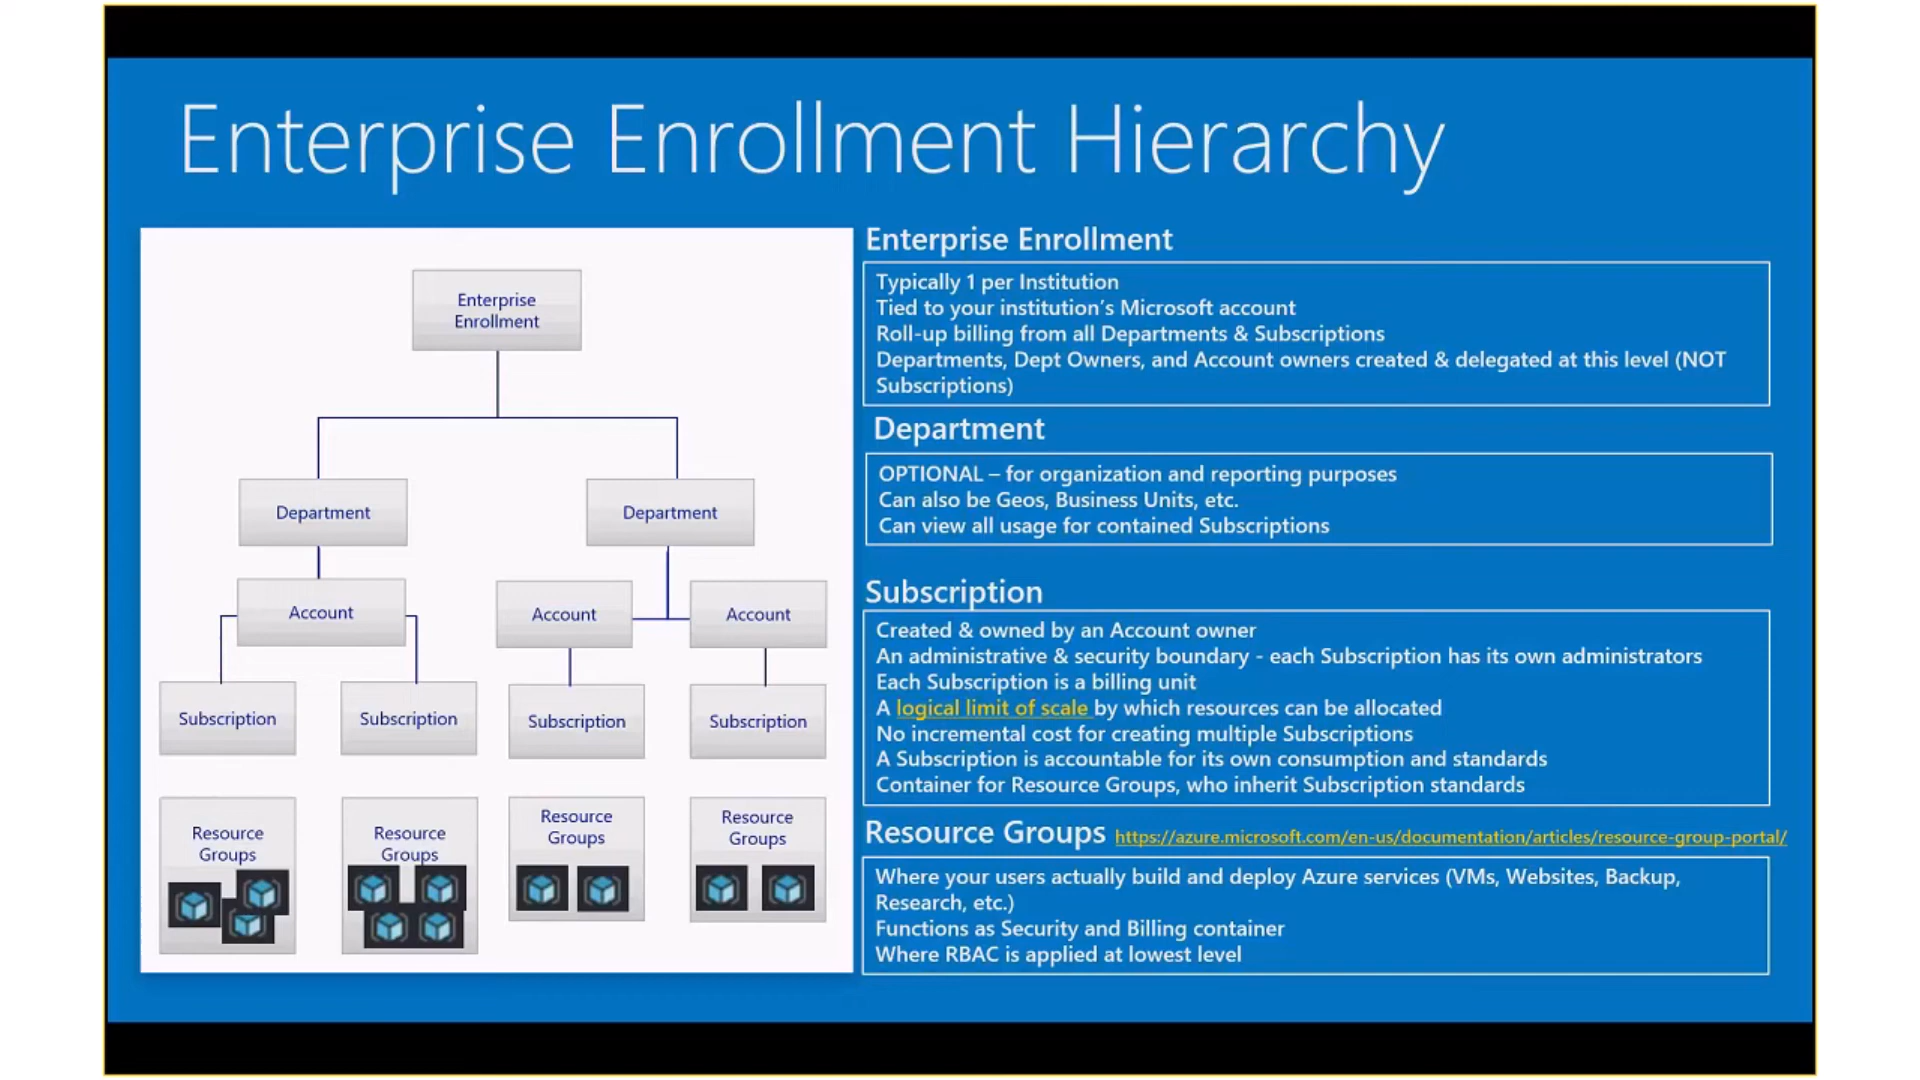 Enterprise Enrollment Hierarchy
Enterprise
Enrollment
Department
Department
Account
Account
Account
Subscription
Subscription
Subscription
Subscription
Resource
Groups
Resource
Groups
Resource
Groups
Resource
Groups
Enterprise Enrollment
Typically 1 per Institution
Tied to your institution's Microsoft account
Roll-up billing from all Departments & Subscriptions
Departments, Dept Owners, and Account owners created & delegated at this level (NOT
Subscriptions)
Department
OPTIONAL – for organization and reporting purposes
Can also be Geos, Business Units, etc.
Can view all usage for contained Subscriptions
Subscription
Created & owned by an Account owner
An administrative & security boundary - each Subscription has its own administrators
Each Subscription is a billing unit
A logical limit of scale by which resources can be allocated
No incremental cost for creating multiple Subscriptions
A Subscription is accountable for its own consumption and standards
Container for Resource Groups, who inherit Subscription standards
Resource Groups https://azure.microsoft.com/en-us/documentation/articles/resource-group-portal/
Where your users actually build and deploy Azure services (VMs, Websites, Backup,
Research, etc.)
Functions as Security and Billing container
Where RBAC is applied at lowest level